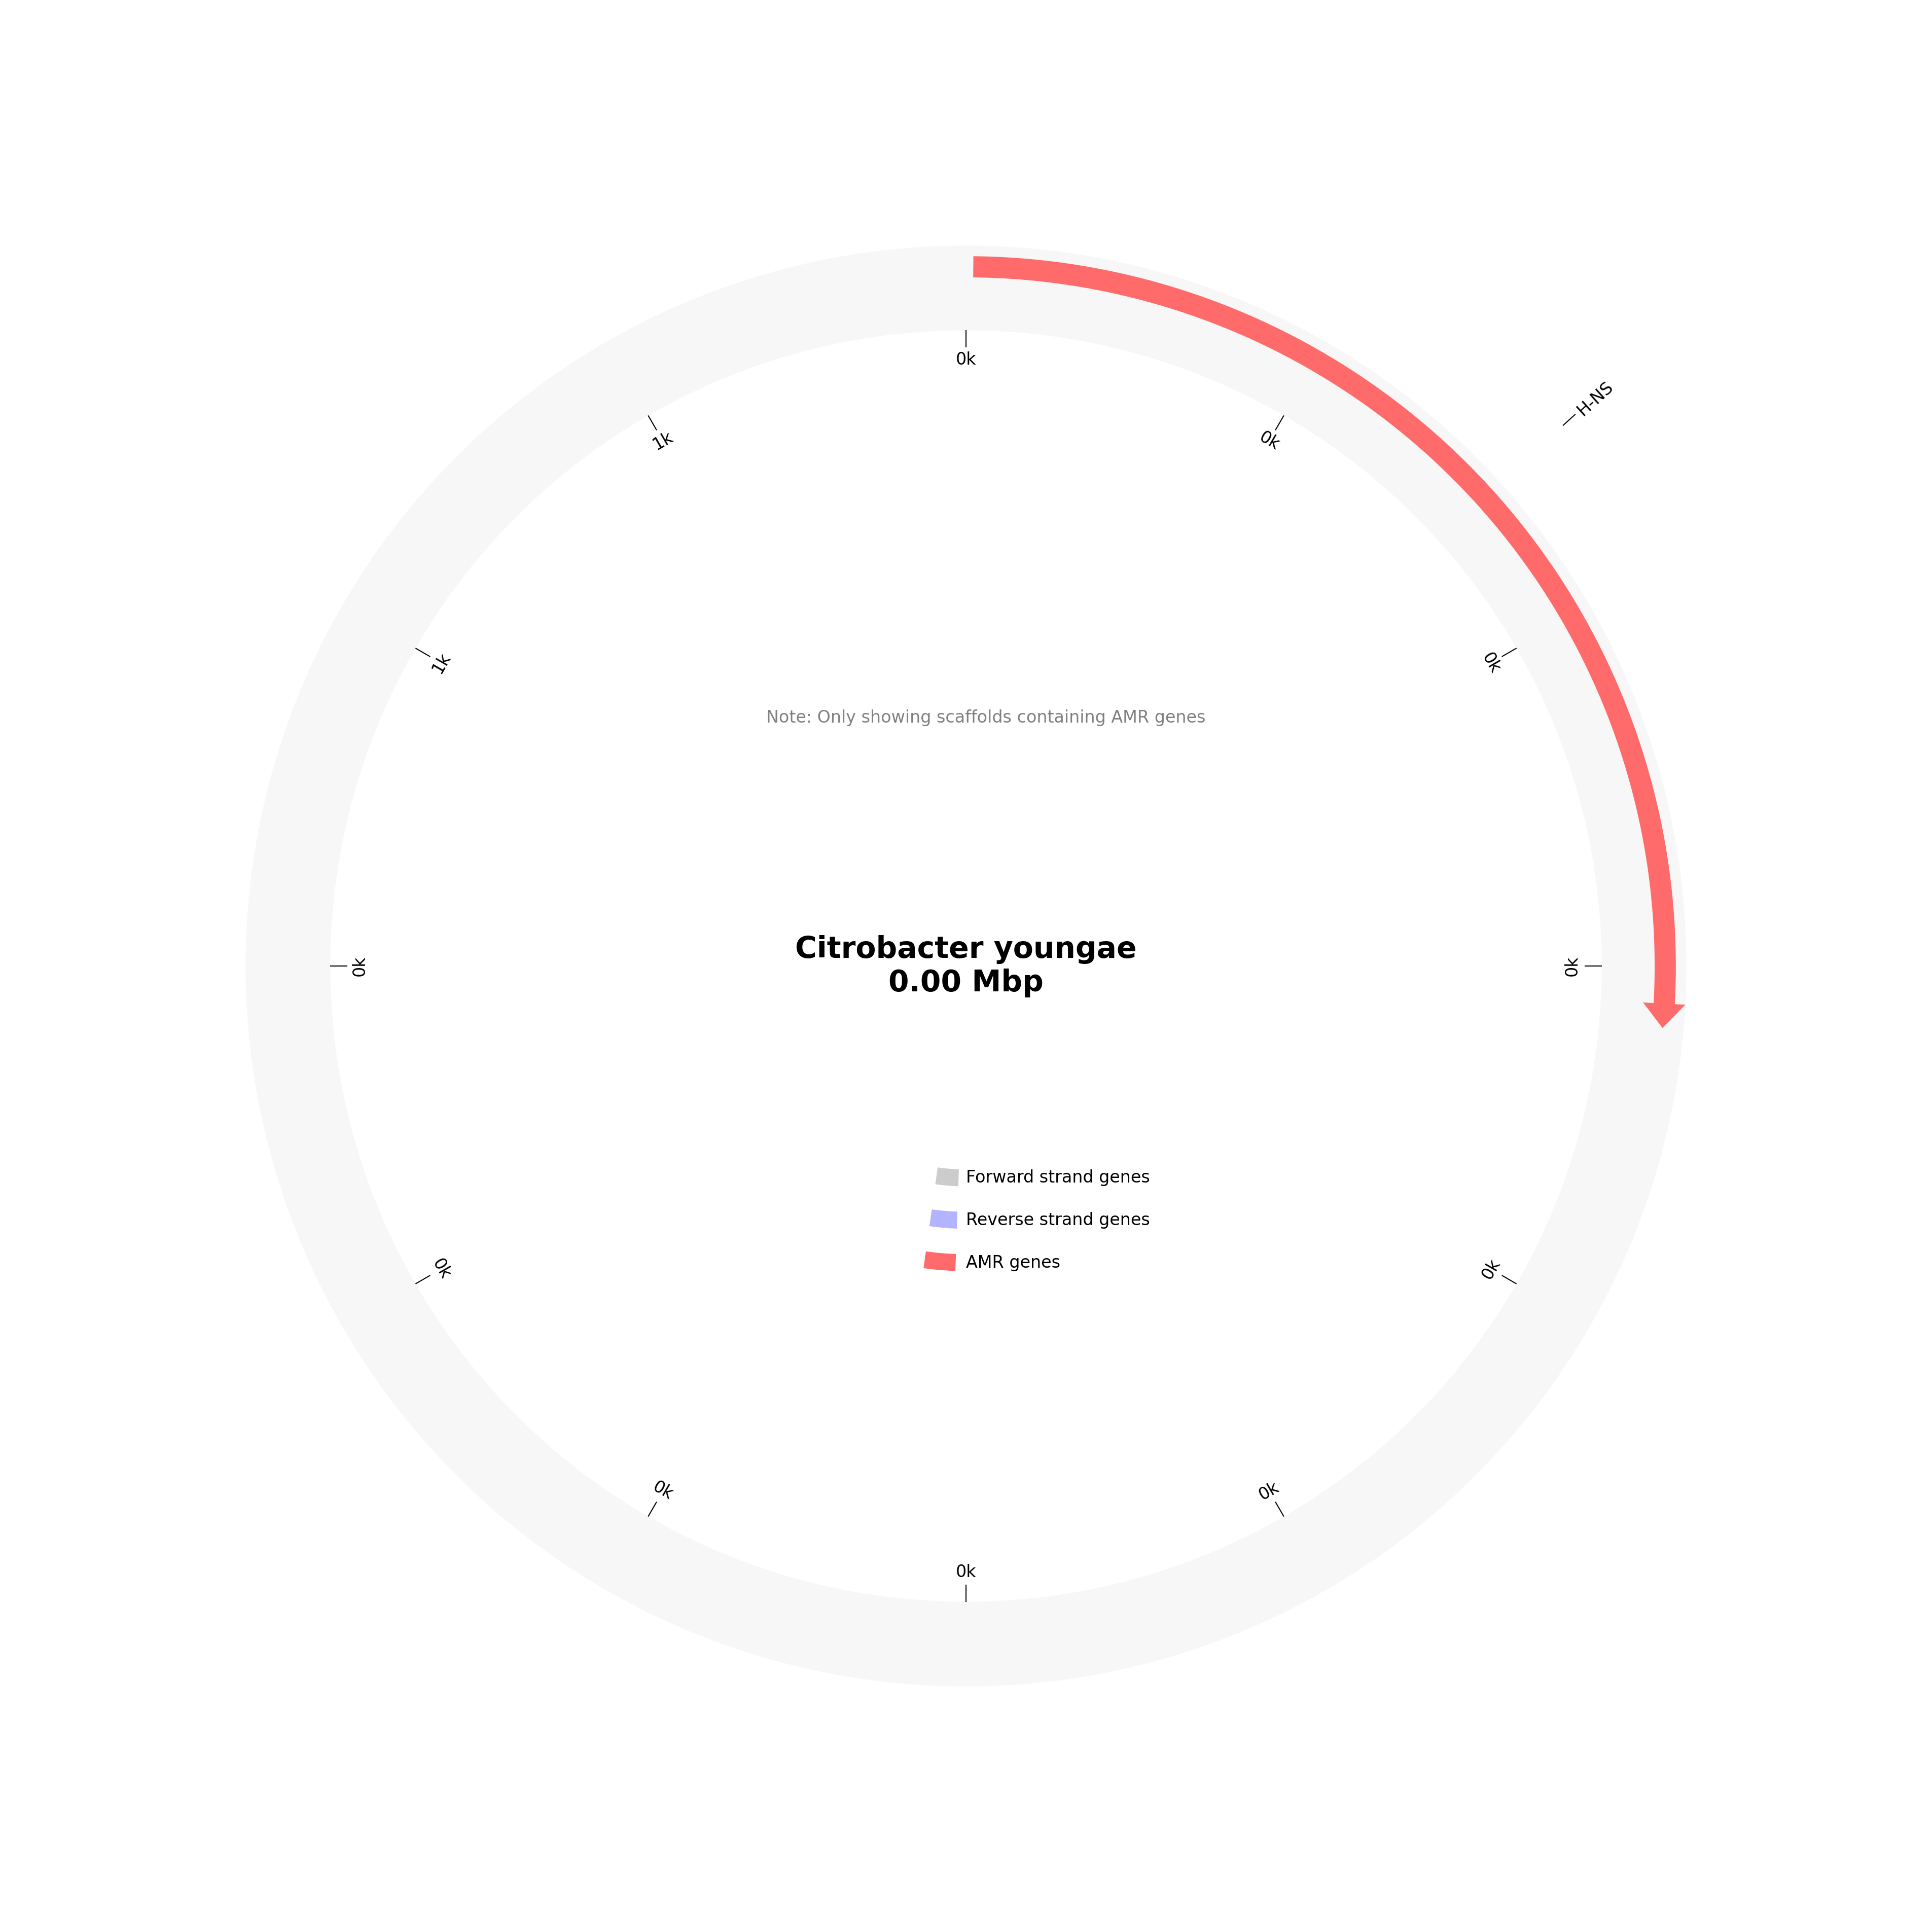 H-NS
0k
0k
1k
0k
1k
Note: Only showing scaffolds containing AMR genes
Citrobacter youngae
0.00 Mbp
0k
0k
Forward strand genes
Reverse strand genes
AMR genes
0k
0k
0k
0k
0k